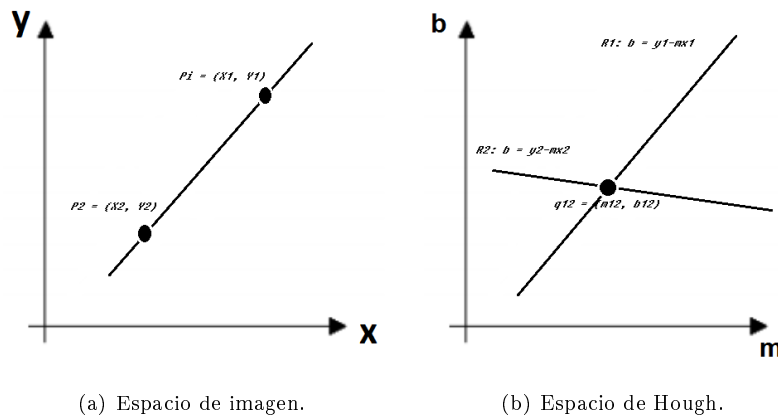 y
Pi = (X1, Y1)
P2 = (X2, Y2)
x
(a) Espacio de imagen.
b
R1: b = y1-mx1
R2: b = y2-mx2
q12 = (m12, b12)
m
(b) Espacio de Hough.